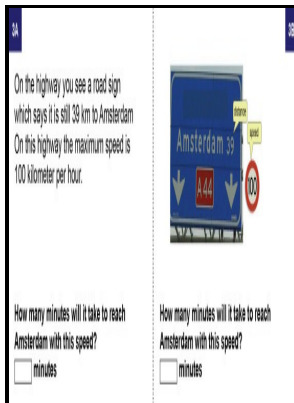 3A
On the highway you see a road sign
which says it is still 39 km to Amsterdam
On this highway the maximum speed is
100 kilometer per hour.
How many minutes will it take to reach
Amsterdam with this speed?
minutes
3B
distance
speed
Amsterdam 39
A44
100
How many minutes will it take to reach
Amsterdam with this speed?
minutes